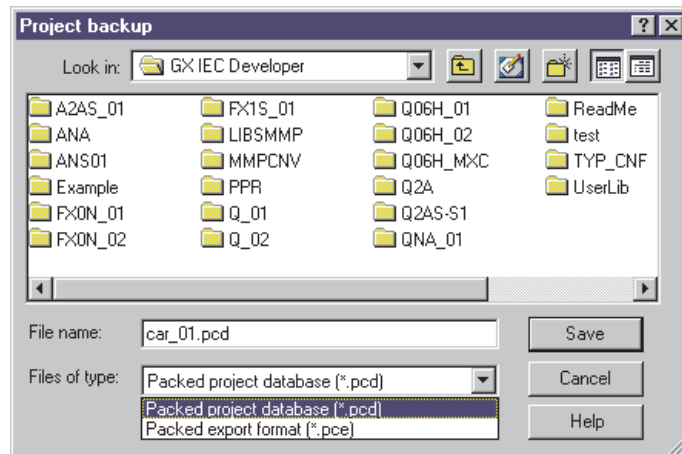 Project backup
Look in: GX IEC Developer
A2AS_01 FX1S_01 Q06H_01 ReadMe
ANA LIBSMMP Q06H_02 test
ANS01 MMPCNV Q06H_MXC TYP_CNF
Example PPR Q2A UserLib
FX0N_01 Q_01 Q2AS-S1
FX0N_02 Q_02 QNA_01
File name: car_01.pcd Save
Files of type: Packed project database (*.pcd) Cancel
Packed project database (*.pcd)
Packed export format (*.pce) Help